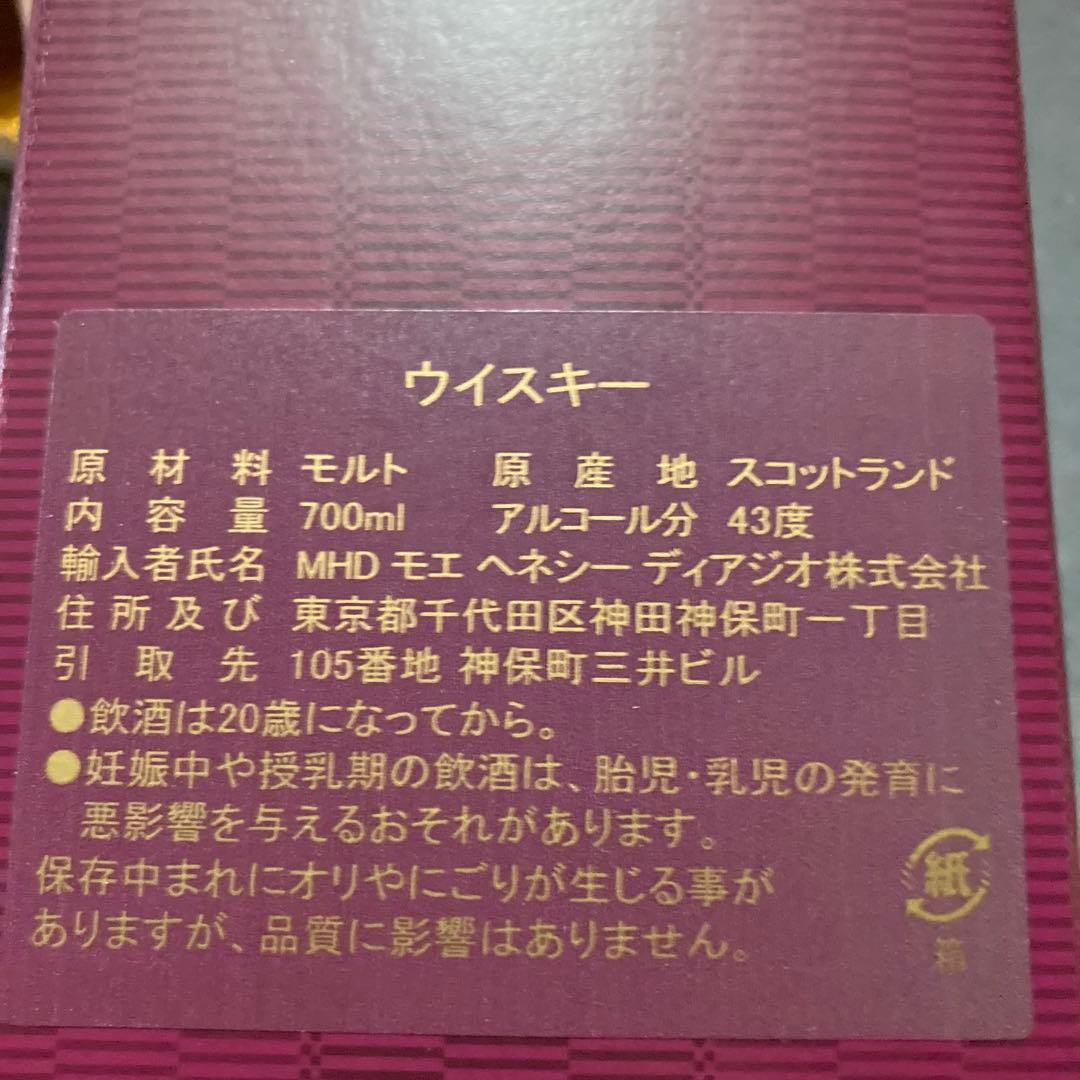 ウイスキー
原材料 モルト 原産地 スコットランド
内容量 700ml アルコール分 43度
輸入者氏名 MHD モエ ヘネシー ディアジオ株式会社
住所及び 東京都千代田区神田神保町一丁目
引取先 105番地 神保町三井ビル
●飲酒は20歳になってから。
●妊娠中や授乳期の飲酒は、胎児・乳児の発育に
悪影響を与えるおそれがあります。
保存中まれにオリやにごりが生じる事が
ありますが、品質に影響はありません。
紙
箱